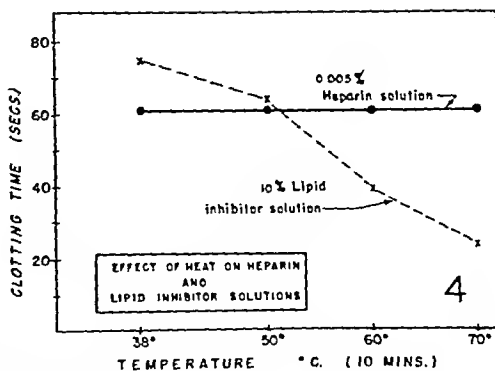 80
60
40
20
CLOTTING TIME (SECS.)
0.005%
Heparin solution
10% Lipid
inhibitor solution
EFFECT OF HEAT ON HEPARIN
AND
LIPID INHIBITOR SOLUTIONS
4
38° 50° 60° 70°
TEMPERATURE °C. (10 MINS.)